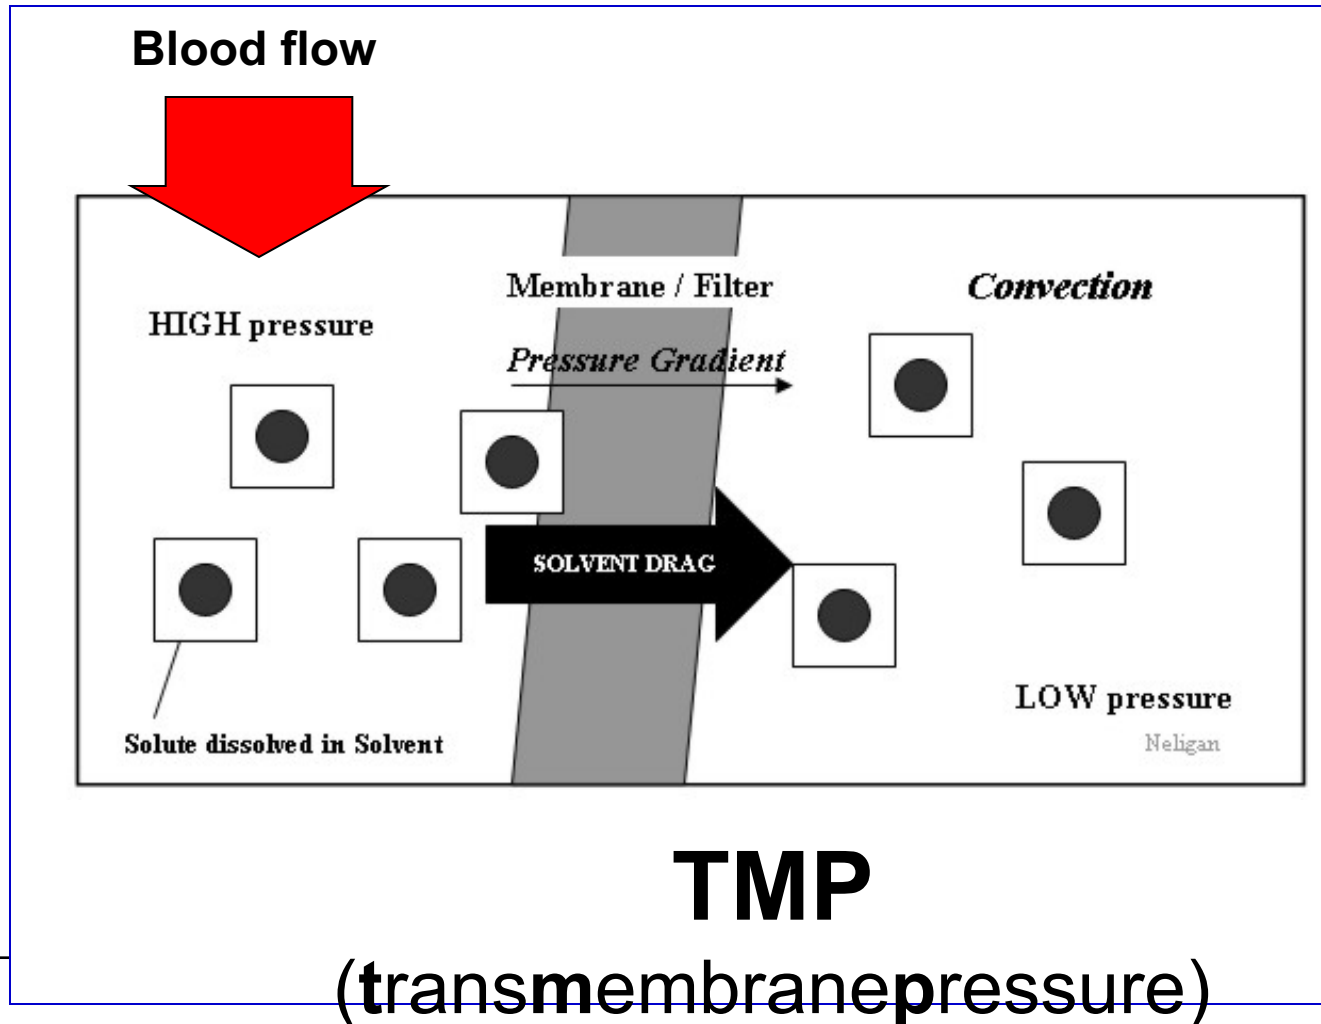 Blood flow
Membrane / Filter
Convection
HIGH pressure
Pressure Gradient
SOLVENT DRAG
LOW pressure
Solute dissolved in Solvent
Neligan
TMP
(transmembranepressure)